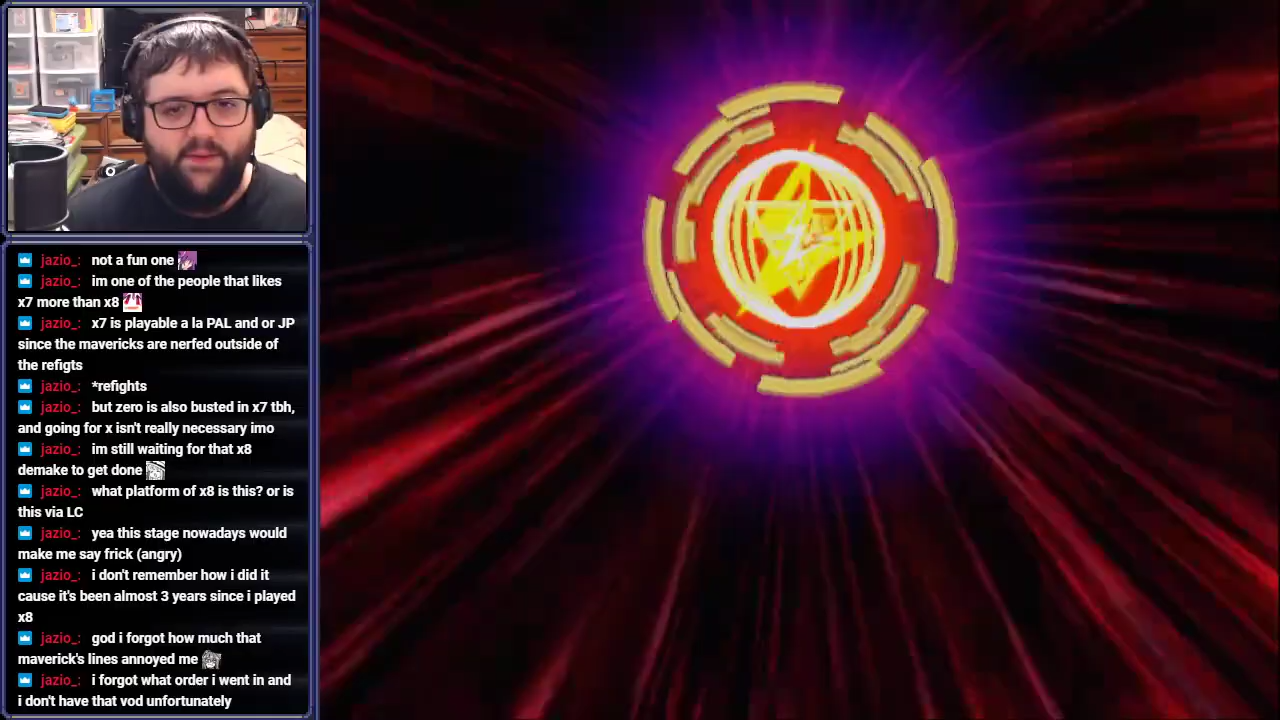 jazio_: not a fun one
jazio_: im one of the people that likes
x7 more than x8
jazio_: x7 is playable a la PAL and or JP
since the mavericks are nerfed outside of
the refigts
jazio_: *refights
jazio_: but zero is also busted in x7 tbh,
and going for x isn't really necessary imo
jazio_: im still waiting for that x8
demake to get done
jazio_: what platform of x8 is this? or is
this via LC
jazio_: yea this stage nowadays would
make me say frick (angry)
jazio_: i don't remember how i did it
cause it's been almost 3 years since i played
x8
jazio_: god i forgot how much that
maverick's lines annoyed me
jazio_: i forgot what order i went in and
i don't have that vod unfortunately